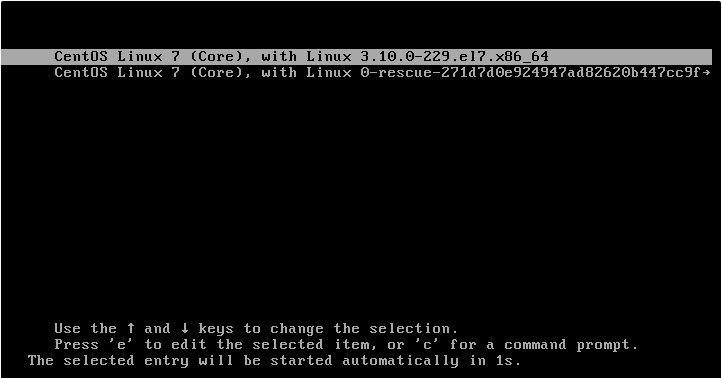 CentOS Linux 7 (Core), with Linux 3.10.0-229.el7.x86_64
CentOS Linux 7 (Core), with Linux 0-rescue-271d7d0e924947ad82620b447cc9f→
Use the ↑ and ↓ keys to change the selection.
Press 'e' to edit the selected item, or 'c' for a command prompt.
The selected entry will be started automatically in 1s.